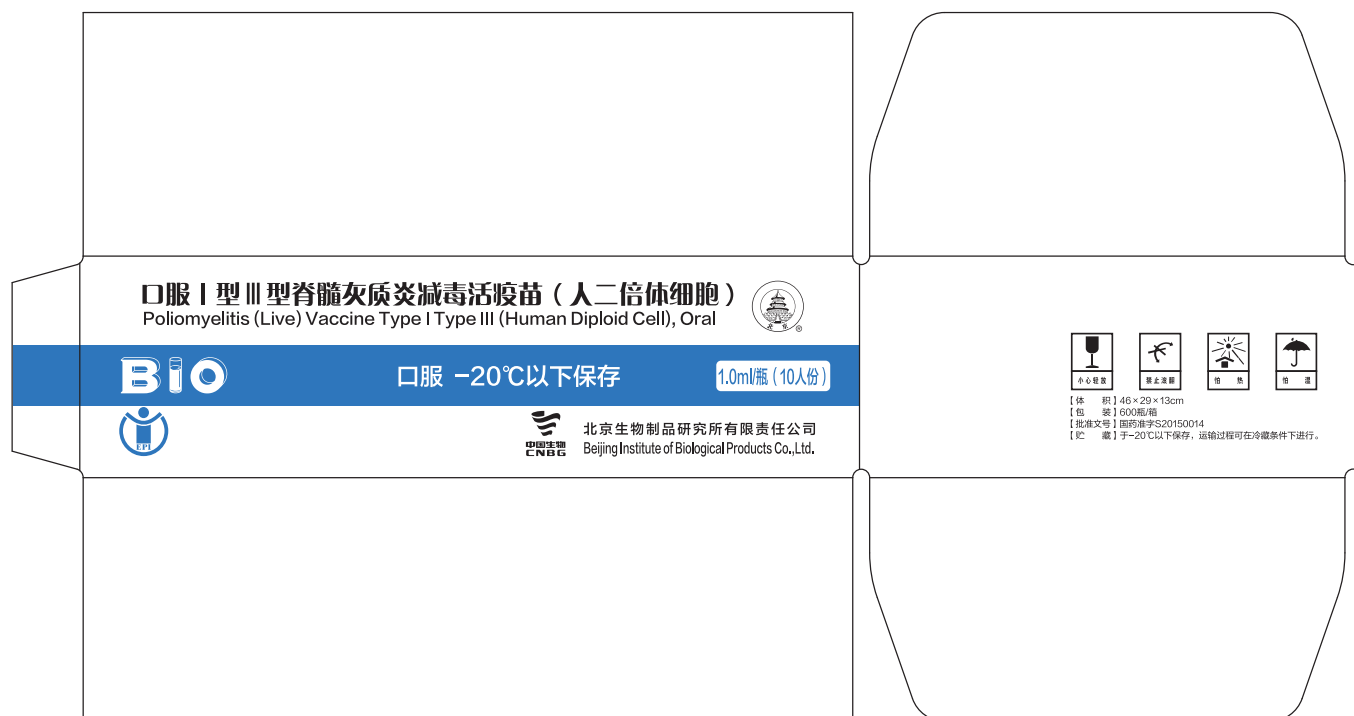 口服Ⅰ型Ⅲ型脊髓灰质炎减毒活疫苗（人二倍体细胞）
Poliomyelitis (Live) Vaccine Type I Type III (Human Diploid Cell), Oral
北京
®
BIO
口服 -20℃以下保存
1.0ml/瓶（10人份）
EPI
中国生物
CNBG
北京生物制品研究所有限责任公司
Beijing Institute of Biological Products Co.,Ltd.
小心轻放
禁止滚翻
怕 热
怕 湿
【体 积】46×29×13cm
【包 装】600瓶/箱
【批准文号】国药准字S20150014
【贮 藏】于-20℃以下保存，运输过程可在冷藏条件下进行。